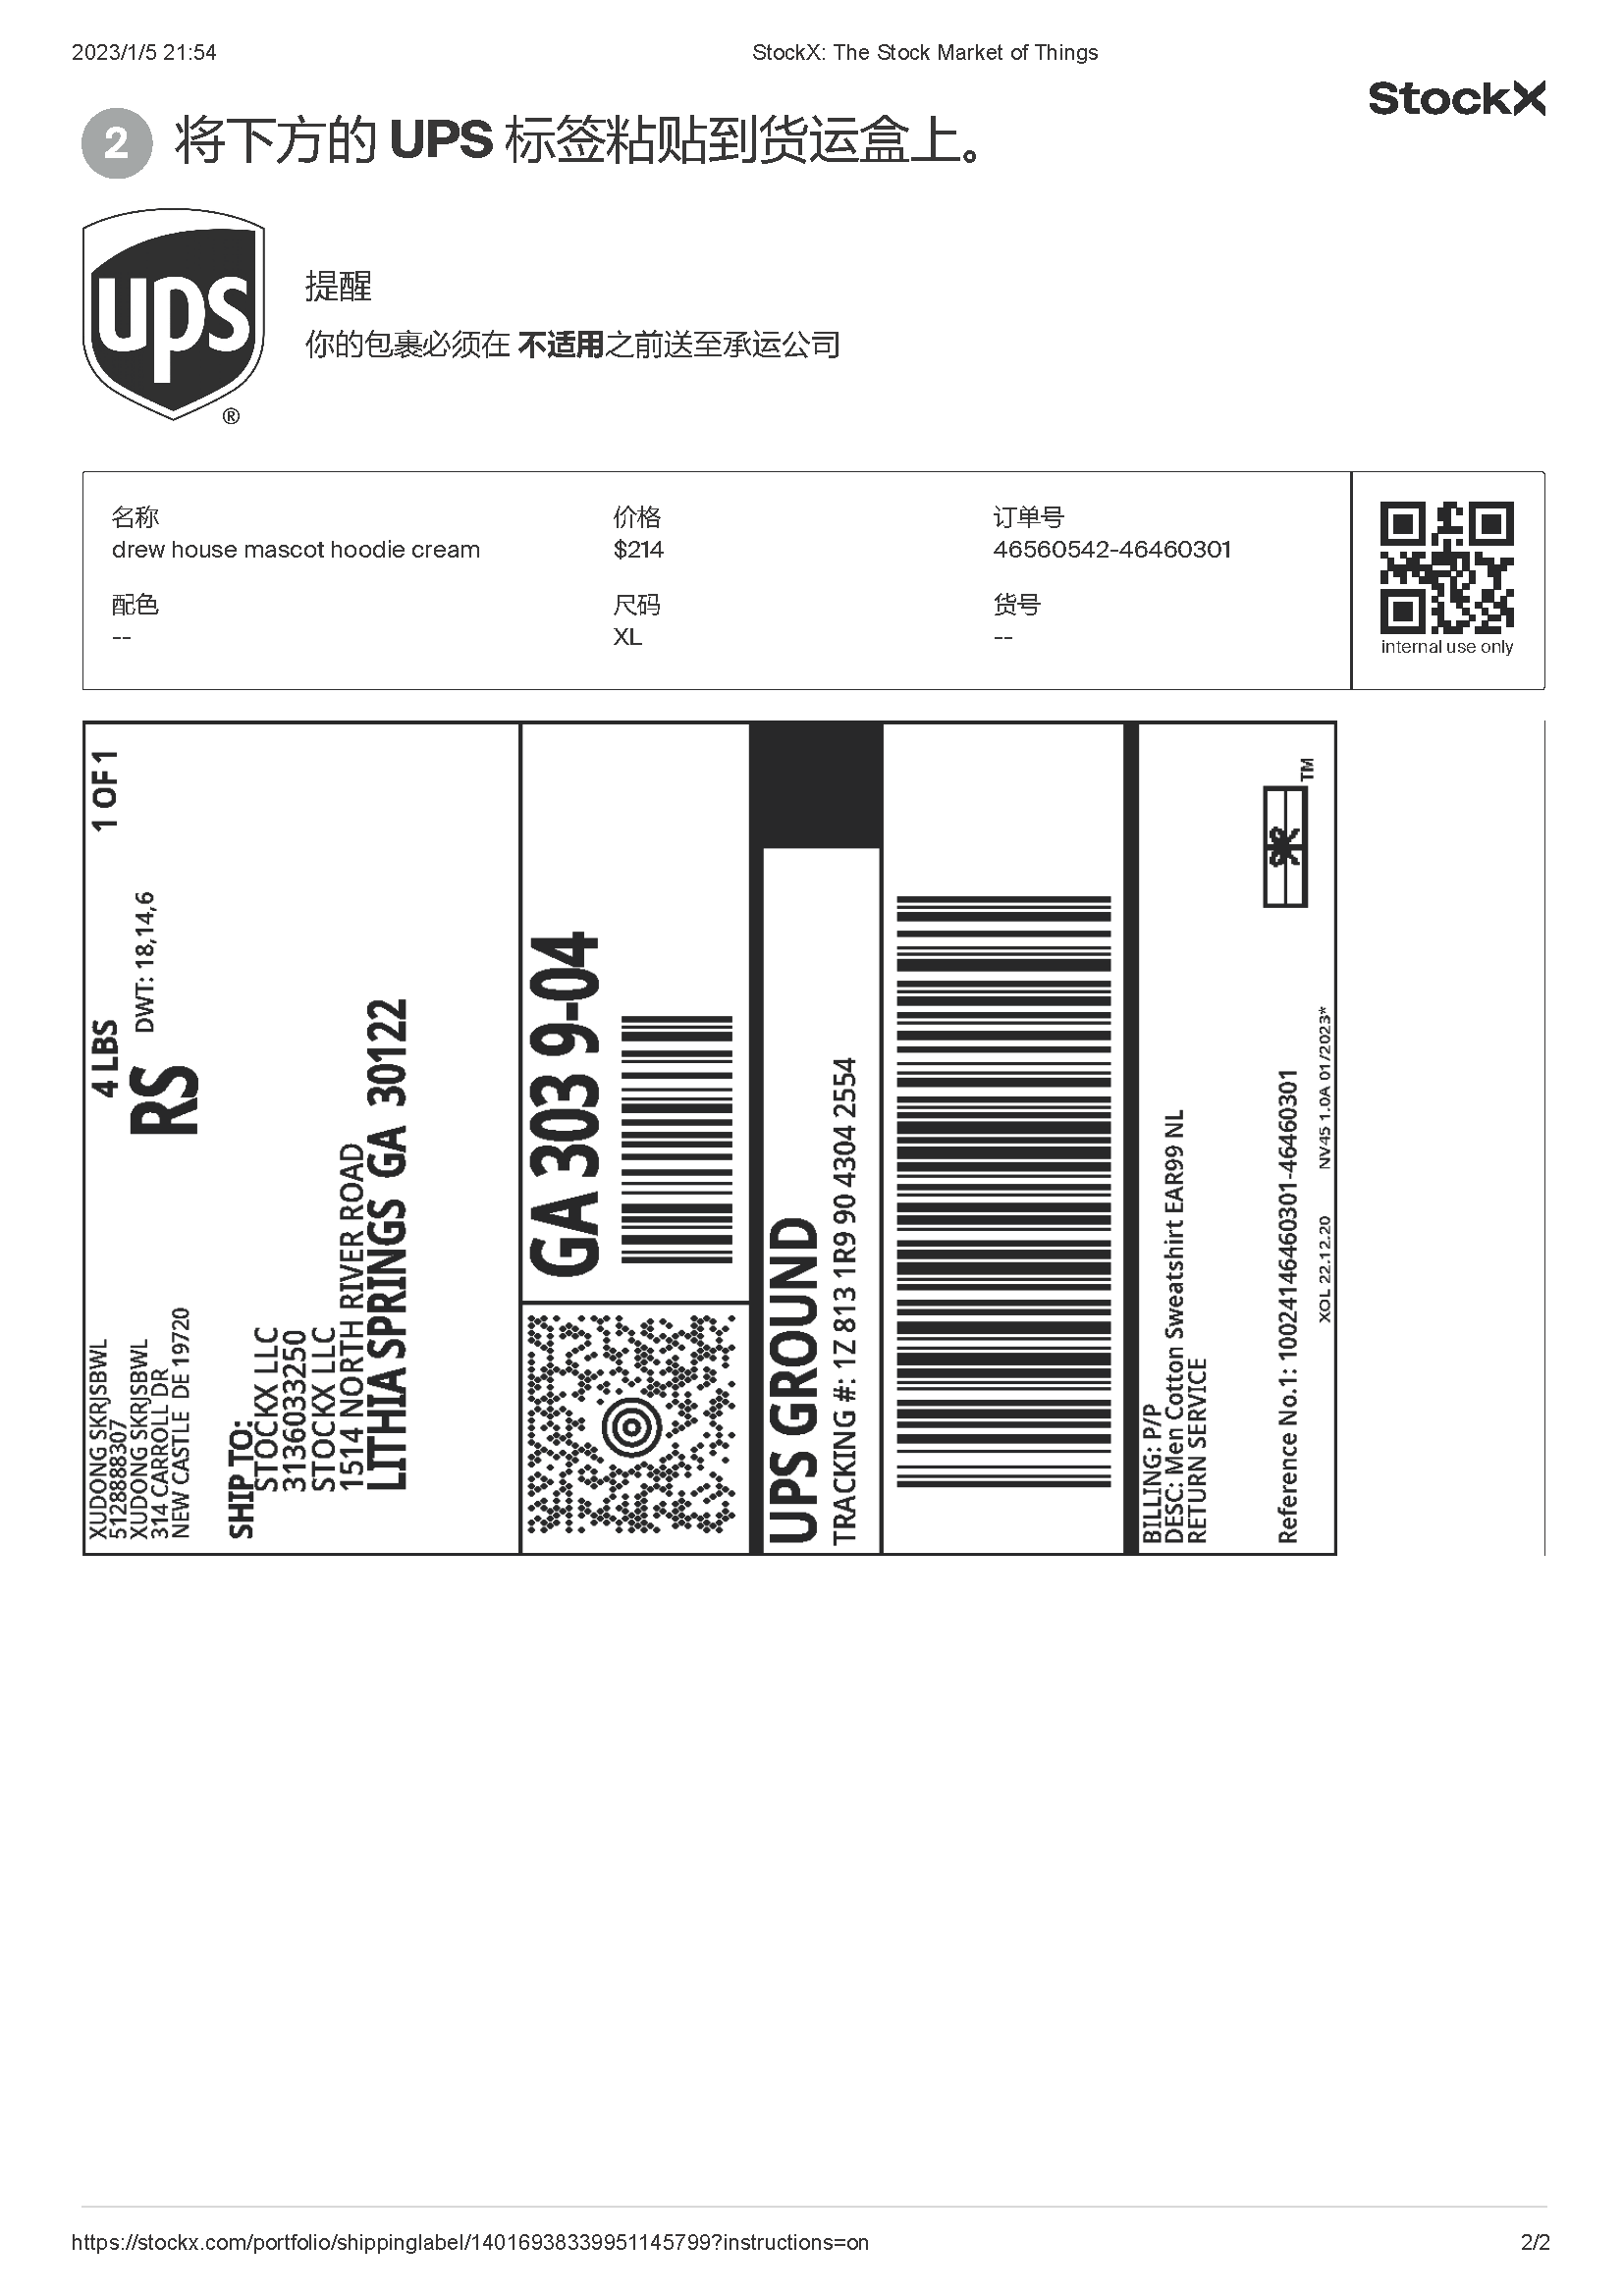 2023/1/5 21:54
StockX: The Stock Market of Things
StockX
2 将下方的 UPS 标签粘贴到货运盒上。
ups
®
提醒
你的包裹必须在 不适用之前送至承运公司
名称
drew house mascot hoodie cream
价格
$214
订单号
46560542-46460301
配色
--
尺码
XL
货号
--
internal use only
XUDONG SKRJSBWL
5128888307
XUDONG SKRJSBWL
314 CARROLL DR
NEW CASTLE DE 19720
4 LBS
1 OF 1
RS
DWT: 18,14,6
SHIP TO:
STOCKX LLC
3136033250
STOCKX LLC
1514 NORTH RIVER ROAD
LITHIA SPRINGS GA 30122
GA 303 9-04
UPS GROUND
TRACKING #: 1Z 813 1R9 90 4304 2554
BILLING: P/P
DESC: Men Cotton Sweatshirt EAR99 NL
RETURN SERVICE
Reference No.1: 10024146460301-46460301
XOL 22.12.20 NV45 1.0A 01/2023*
TM
https://stockx.com/portfolio/shippinglabel/14016938339951145799?instructions=on
2/2